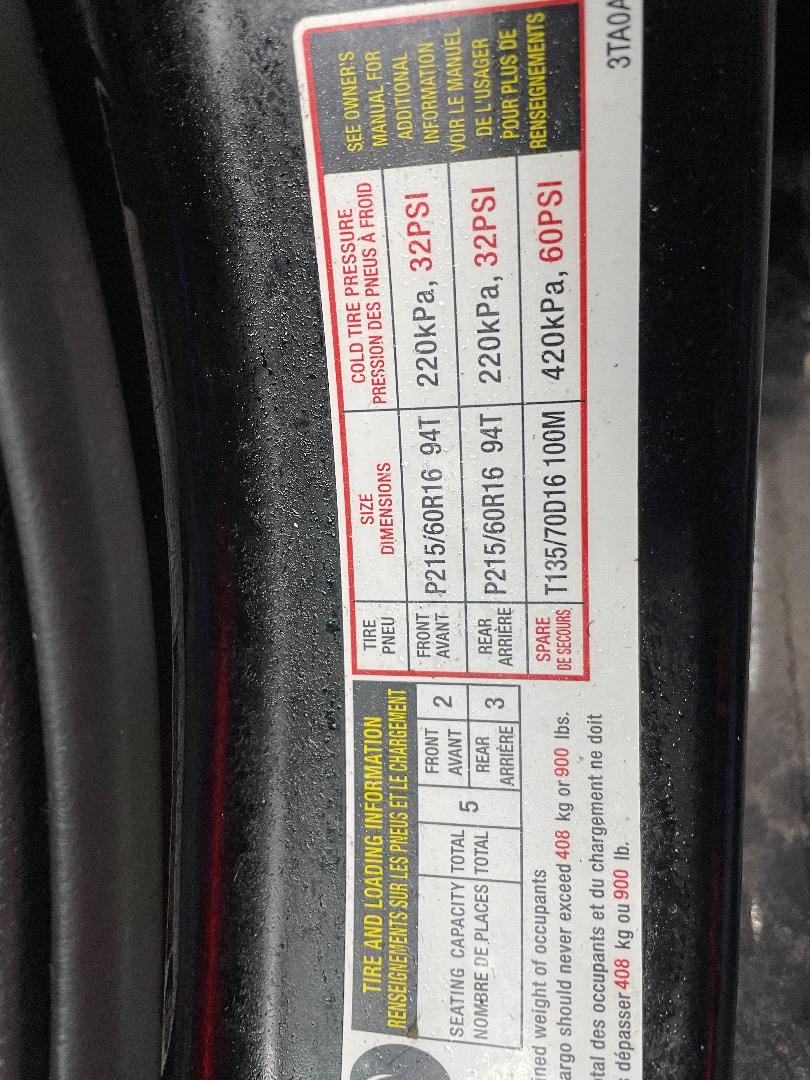 TIRE AND LOADING INFORMATION
RENSEIGNEMENTS SUR LES PNEUS ET LE CHARGEMENT
SEATING CAPACITY
NOMBRE DE PLACES
TOTAL
TOTAL
5
FRONT
AVANT
2
REAR
ARRIÈRE
3
weight of occupants
should never exceed 408 kg or 900 lbs.
des occupants et du chargement ne doit
dépasser 408 kg ou 900 lb.
TIRE
PNEU
SIZE
DIMENSIONS
COLD TIRE PRESSURE
PRESSION DES PNEUS À FROID
FRONT
AVANT
P215/60R16 94T
220kPa, 32PSI
REAR
ARRIÈRE
P215/60R16 94T
220kPa, 32PSI
SPARE
DE SECOURS
T135/70D16 100M
420kPa, 60PSI
SEE OWNER'S
MANUAL FOR
ADDITIONAL
INFORMATION
VOIR LE MANUEL
DE L'USAGER
POUR PLUS DE
RENSEIGNEMENTS
3TA0A